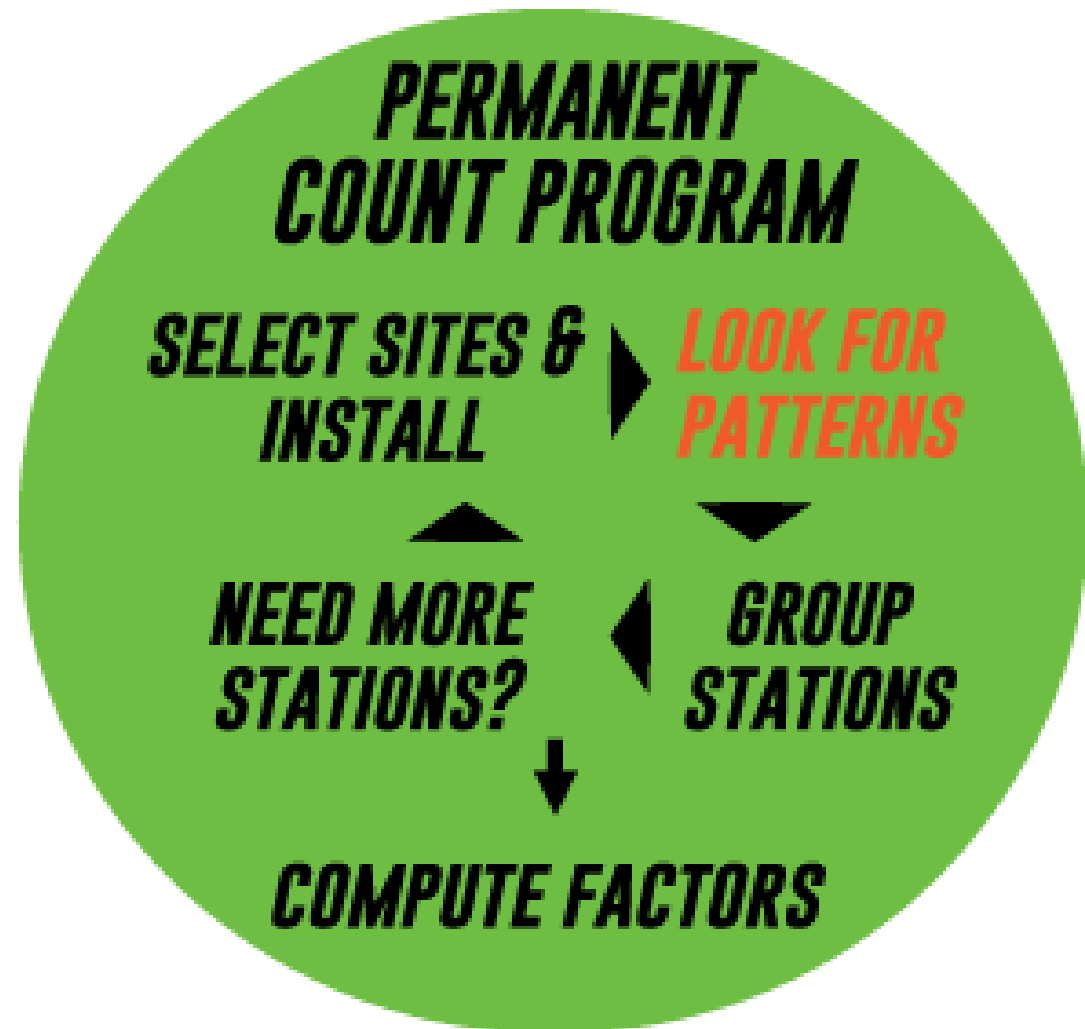 PERMANENT
COUNT PROGRAM
SELECT SITES &
INSTALL
LOOK FOR
PATTERNS
NEED MORE
STATIONS?
GROUP
STATIONS
COMPUTE FACTORS